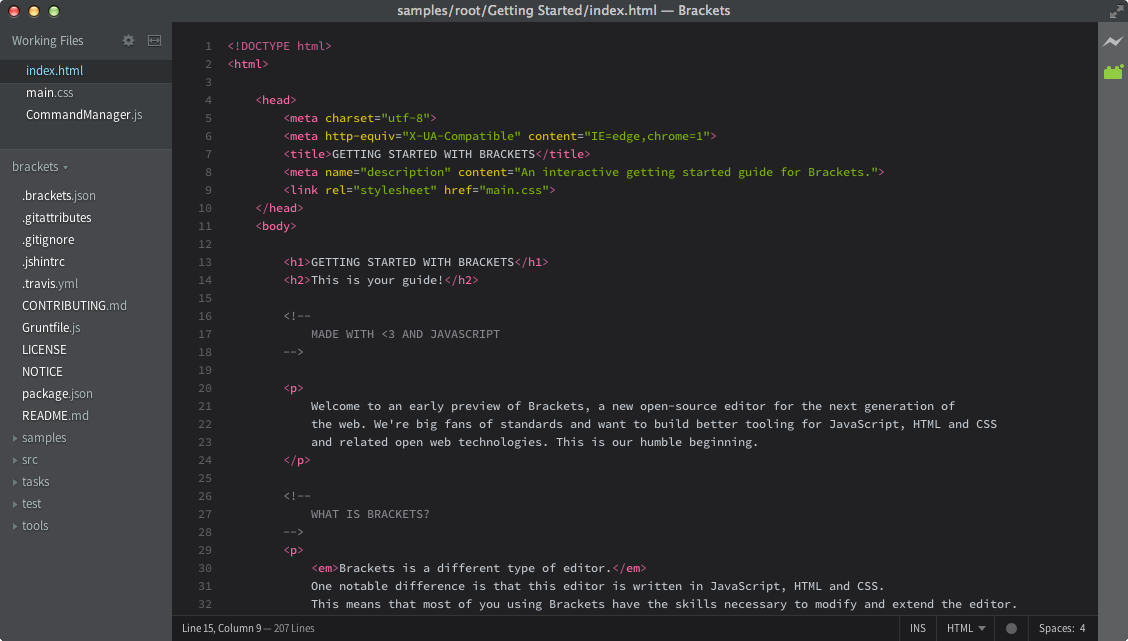 samples/root/Getting Started/index.html — Brackets
Working Files
index.html
main.css
CommandManager.js
brackets
.brackets.json
.gitattributes
.gitignore
.jshintrc
.travis.yml
CONTRIBUTING.md
Gruntfile.js
LICENSE
NOTICE
package.json
README.md
samples
src
tasks
test
tools
1 <!DOCTYPE html>
2 <html>
3
4 <head>
5 <meta charset="utf-8">
6 <meta http-equiv="X-UA-Compatible" content="IE=edge,chrome=1">
7 <title>GETTING STARTED WITH BRACKETS</title>
8 <meta name="description" content="An interactive getting started guide for Brackets.">
9 <link rel="stylesheet" href="main.css">
10 </head>
11 <body>
12
13 <h1>GETTING STARTED WITH BRACKETS</h1>
14 <h2>This is your guide!</h2>
15
16 <!--
17 MADE WITH <3 AND JAVASCRIPT
18 -->
19
20 <p>
21 Welcome to an early preview of Brackets, a new open-source editor for the next generation of
22 the web. We're big fans of standards and want to build better tooling for JavaScript, HTML and CSS
23 and related open web technologies. This is our humble beginning.
24 </p>
25
26 <!--
27 WHAT IS BRACKETS?
28 -->
29 <p>
30 <em>Brackets is a different type of editor.</em>
31 One notable difference is that this editor is written in JavaScript, HTML and CSS.
32 This means that most of you using Brackets have the skills necessary to modify and extend the editor.
Line 15, Column 9 — 207 Lines
INS
HTML
Spaces: 4